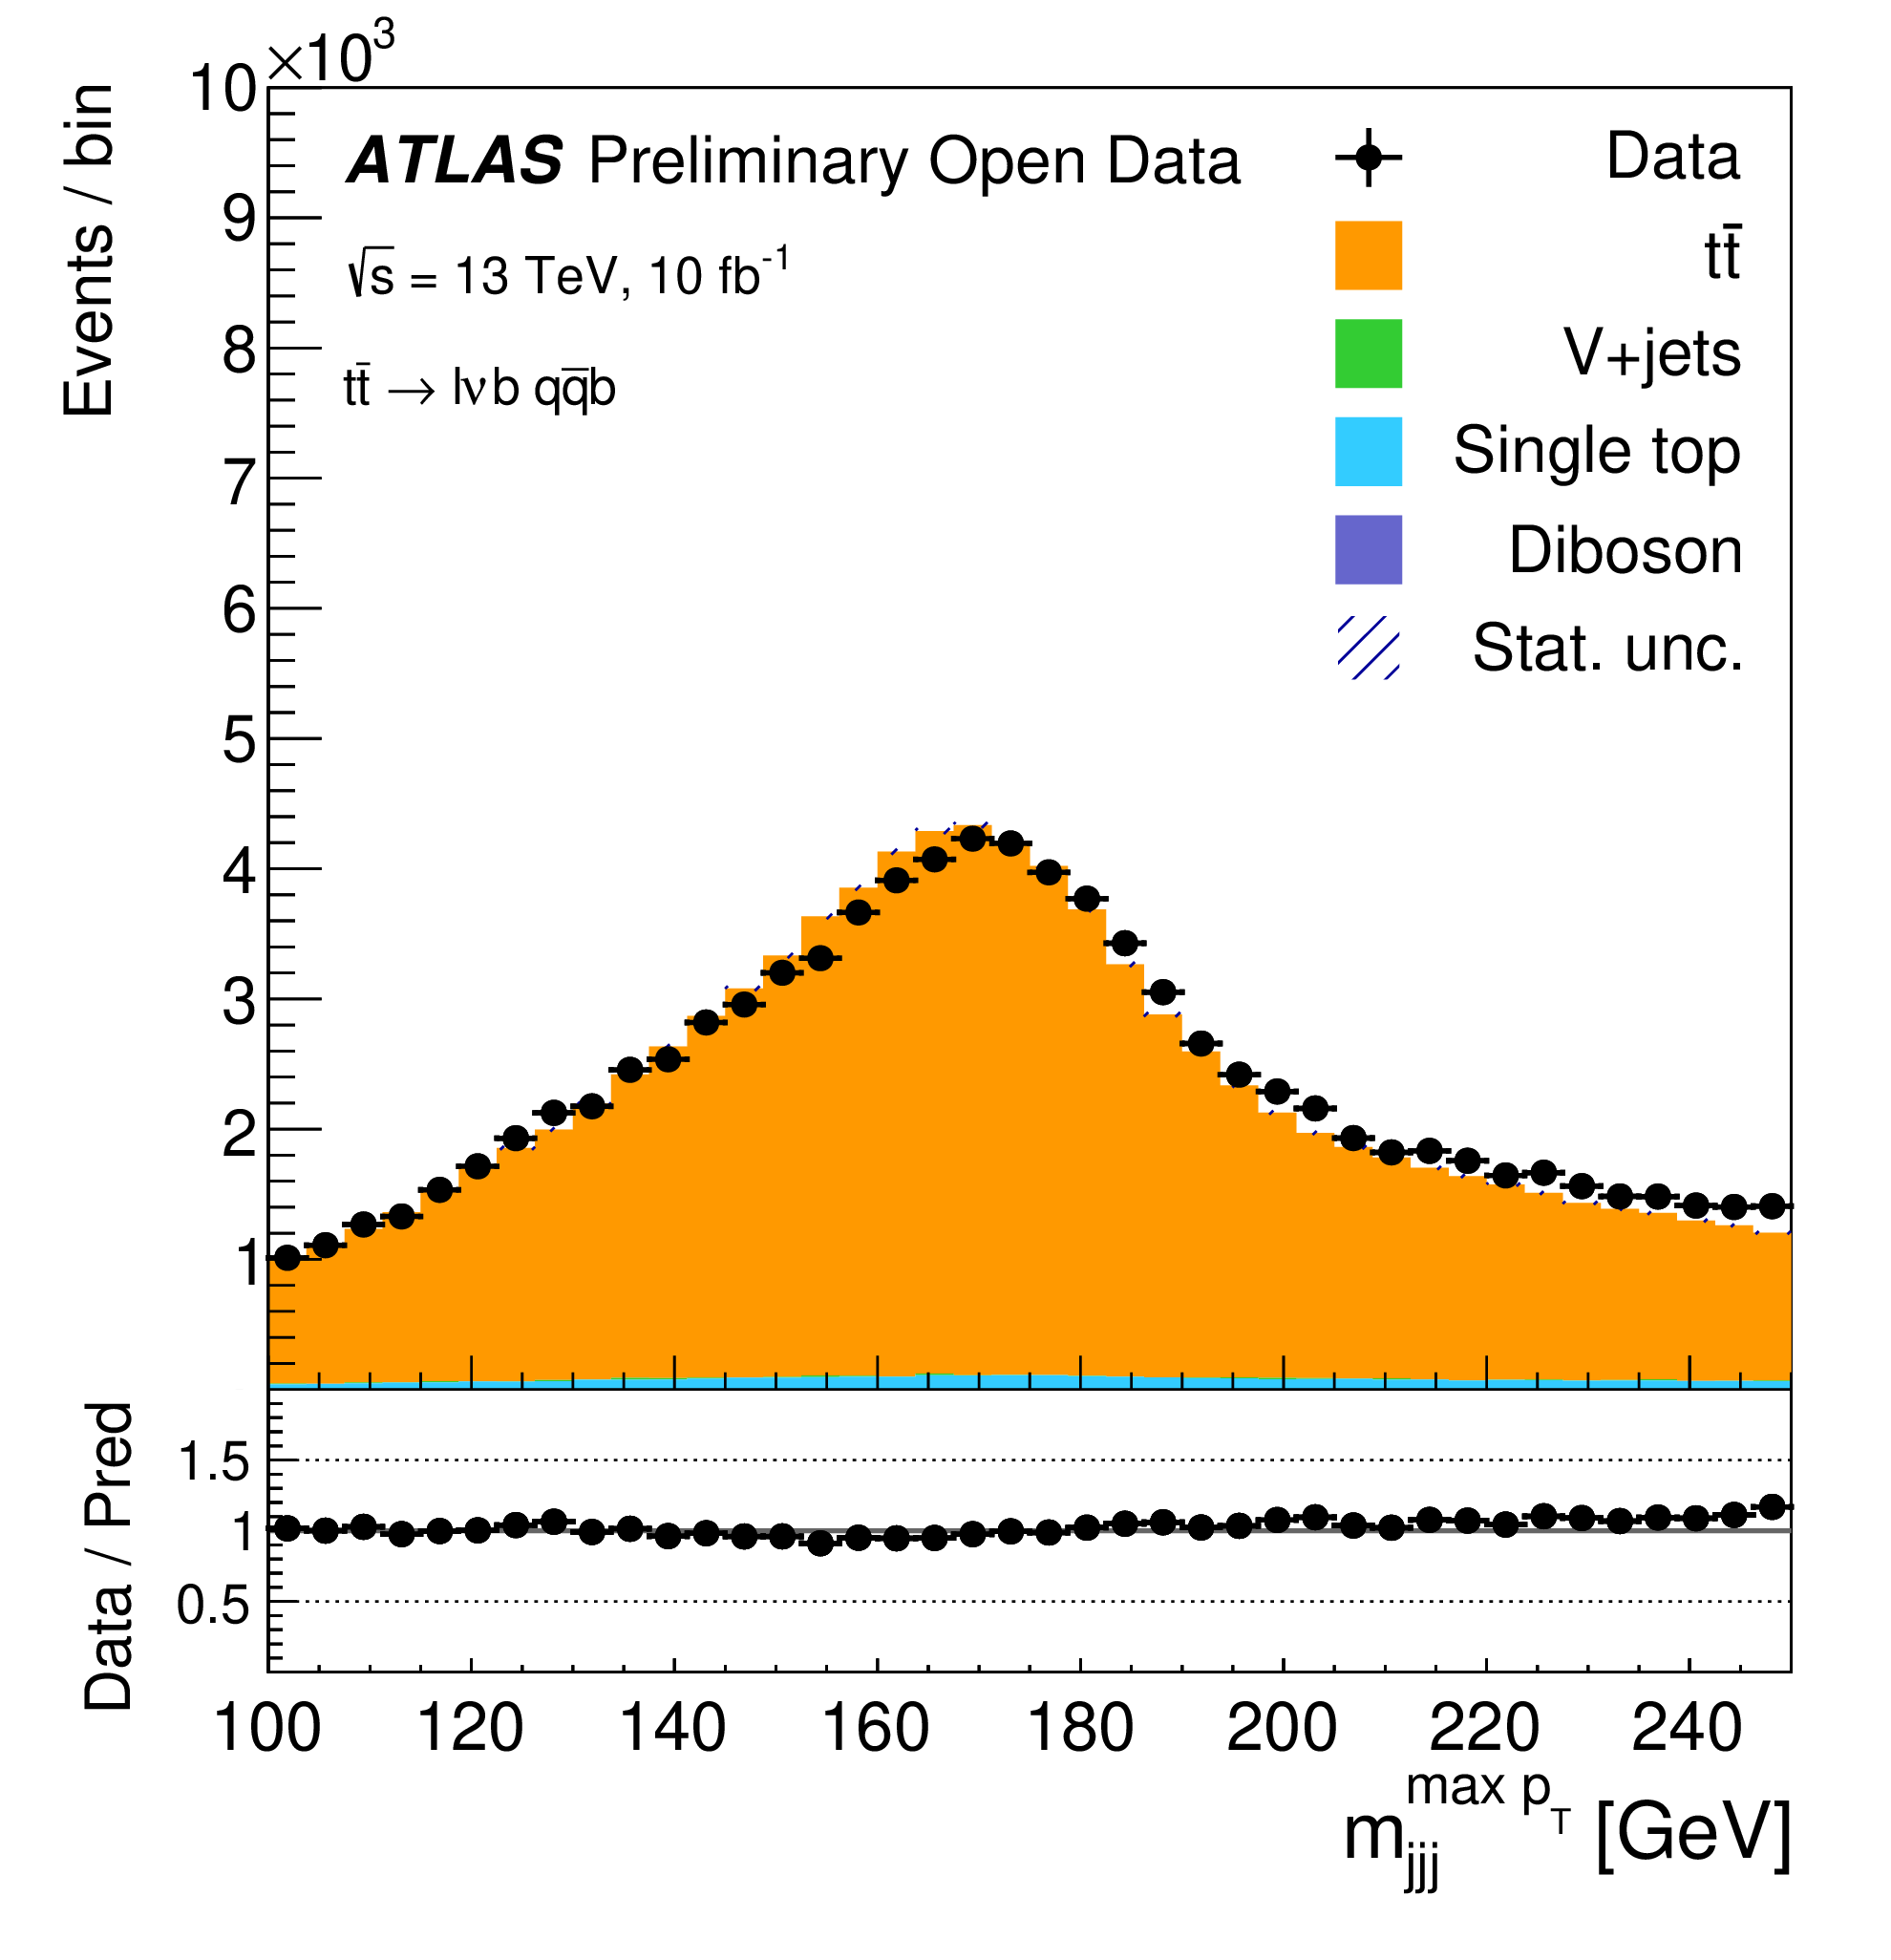 ×10³
Events / bin
10
9
8
7
6
5
4
3
2
1
ATLAS Preliminary Open Data
√s = 13 TeV, 10 fb⁻¹
tt̄ → lνb qq̄b
Data
tt̄
V+jets
Single top
Diboson
Stat. unc.
Data / Pred
1.5
1
0.5
100 120 140 160 180 200 220 240
m_jjj^max p_T [GeV]